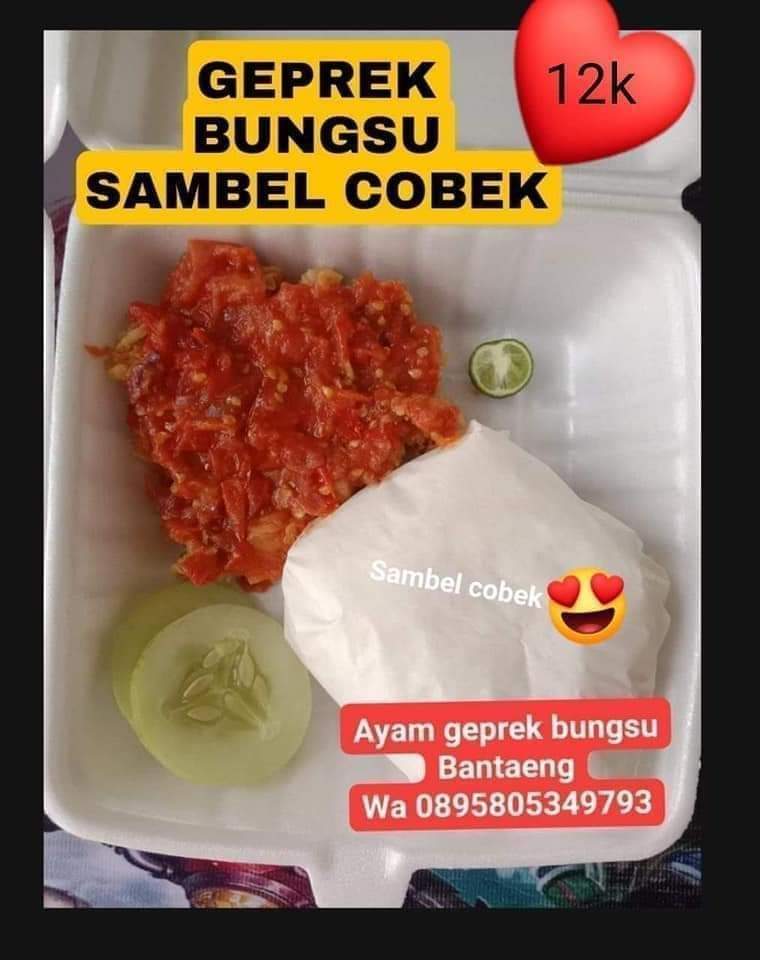 GEPREK
BUNGSU
SAMBEL COBEK
12k
Sambel cobek
Ayam geprek bungsu
Bantaeng
Wa 0895805349793